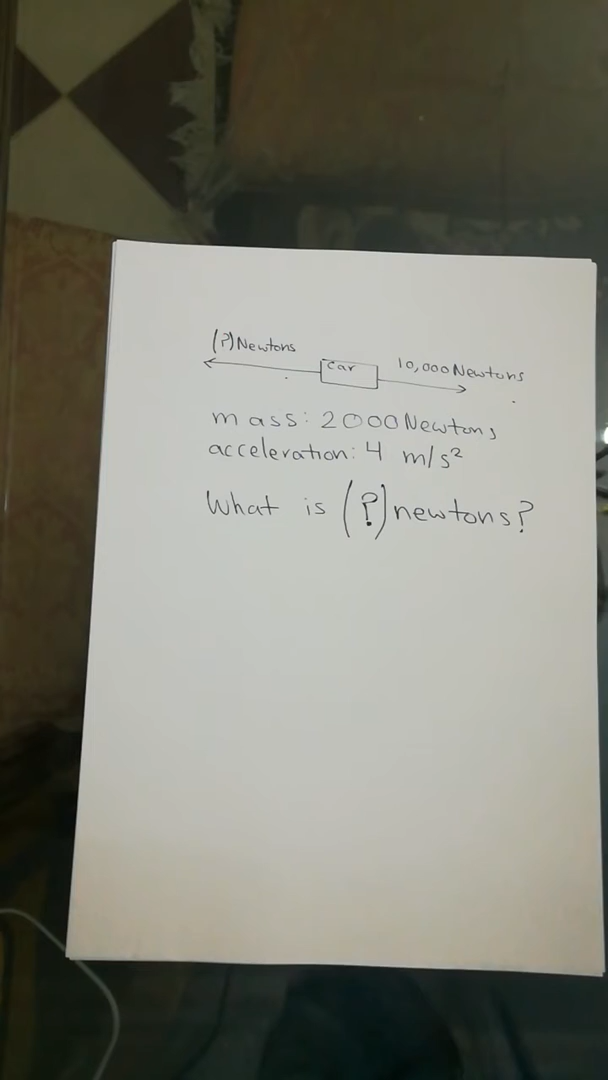 (?) Newtons
car
10,000 Newtons
mass: 2000 Newtons
acceleration: 4 m/s²
What is (?) newtons?